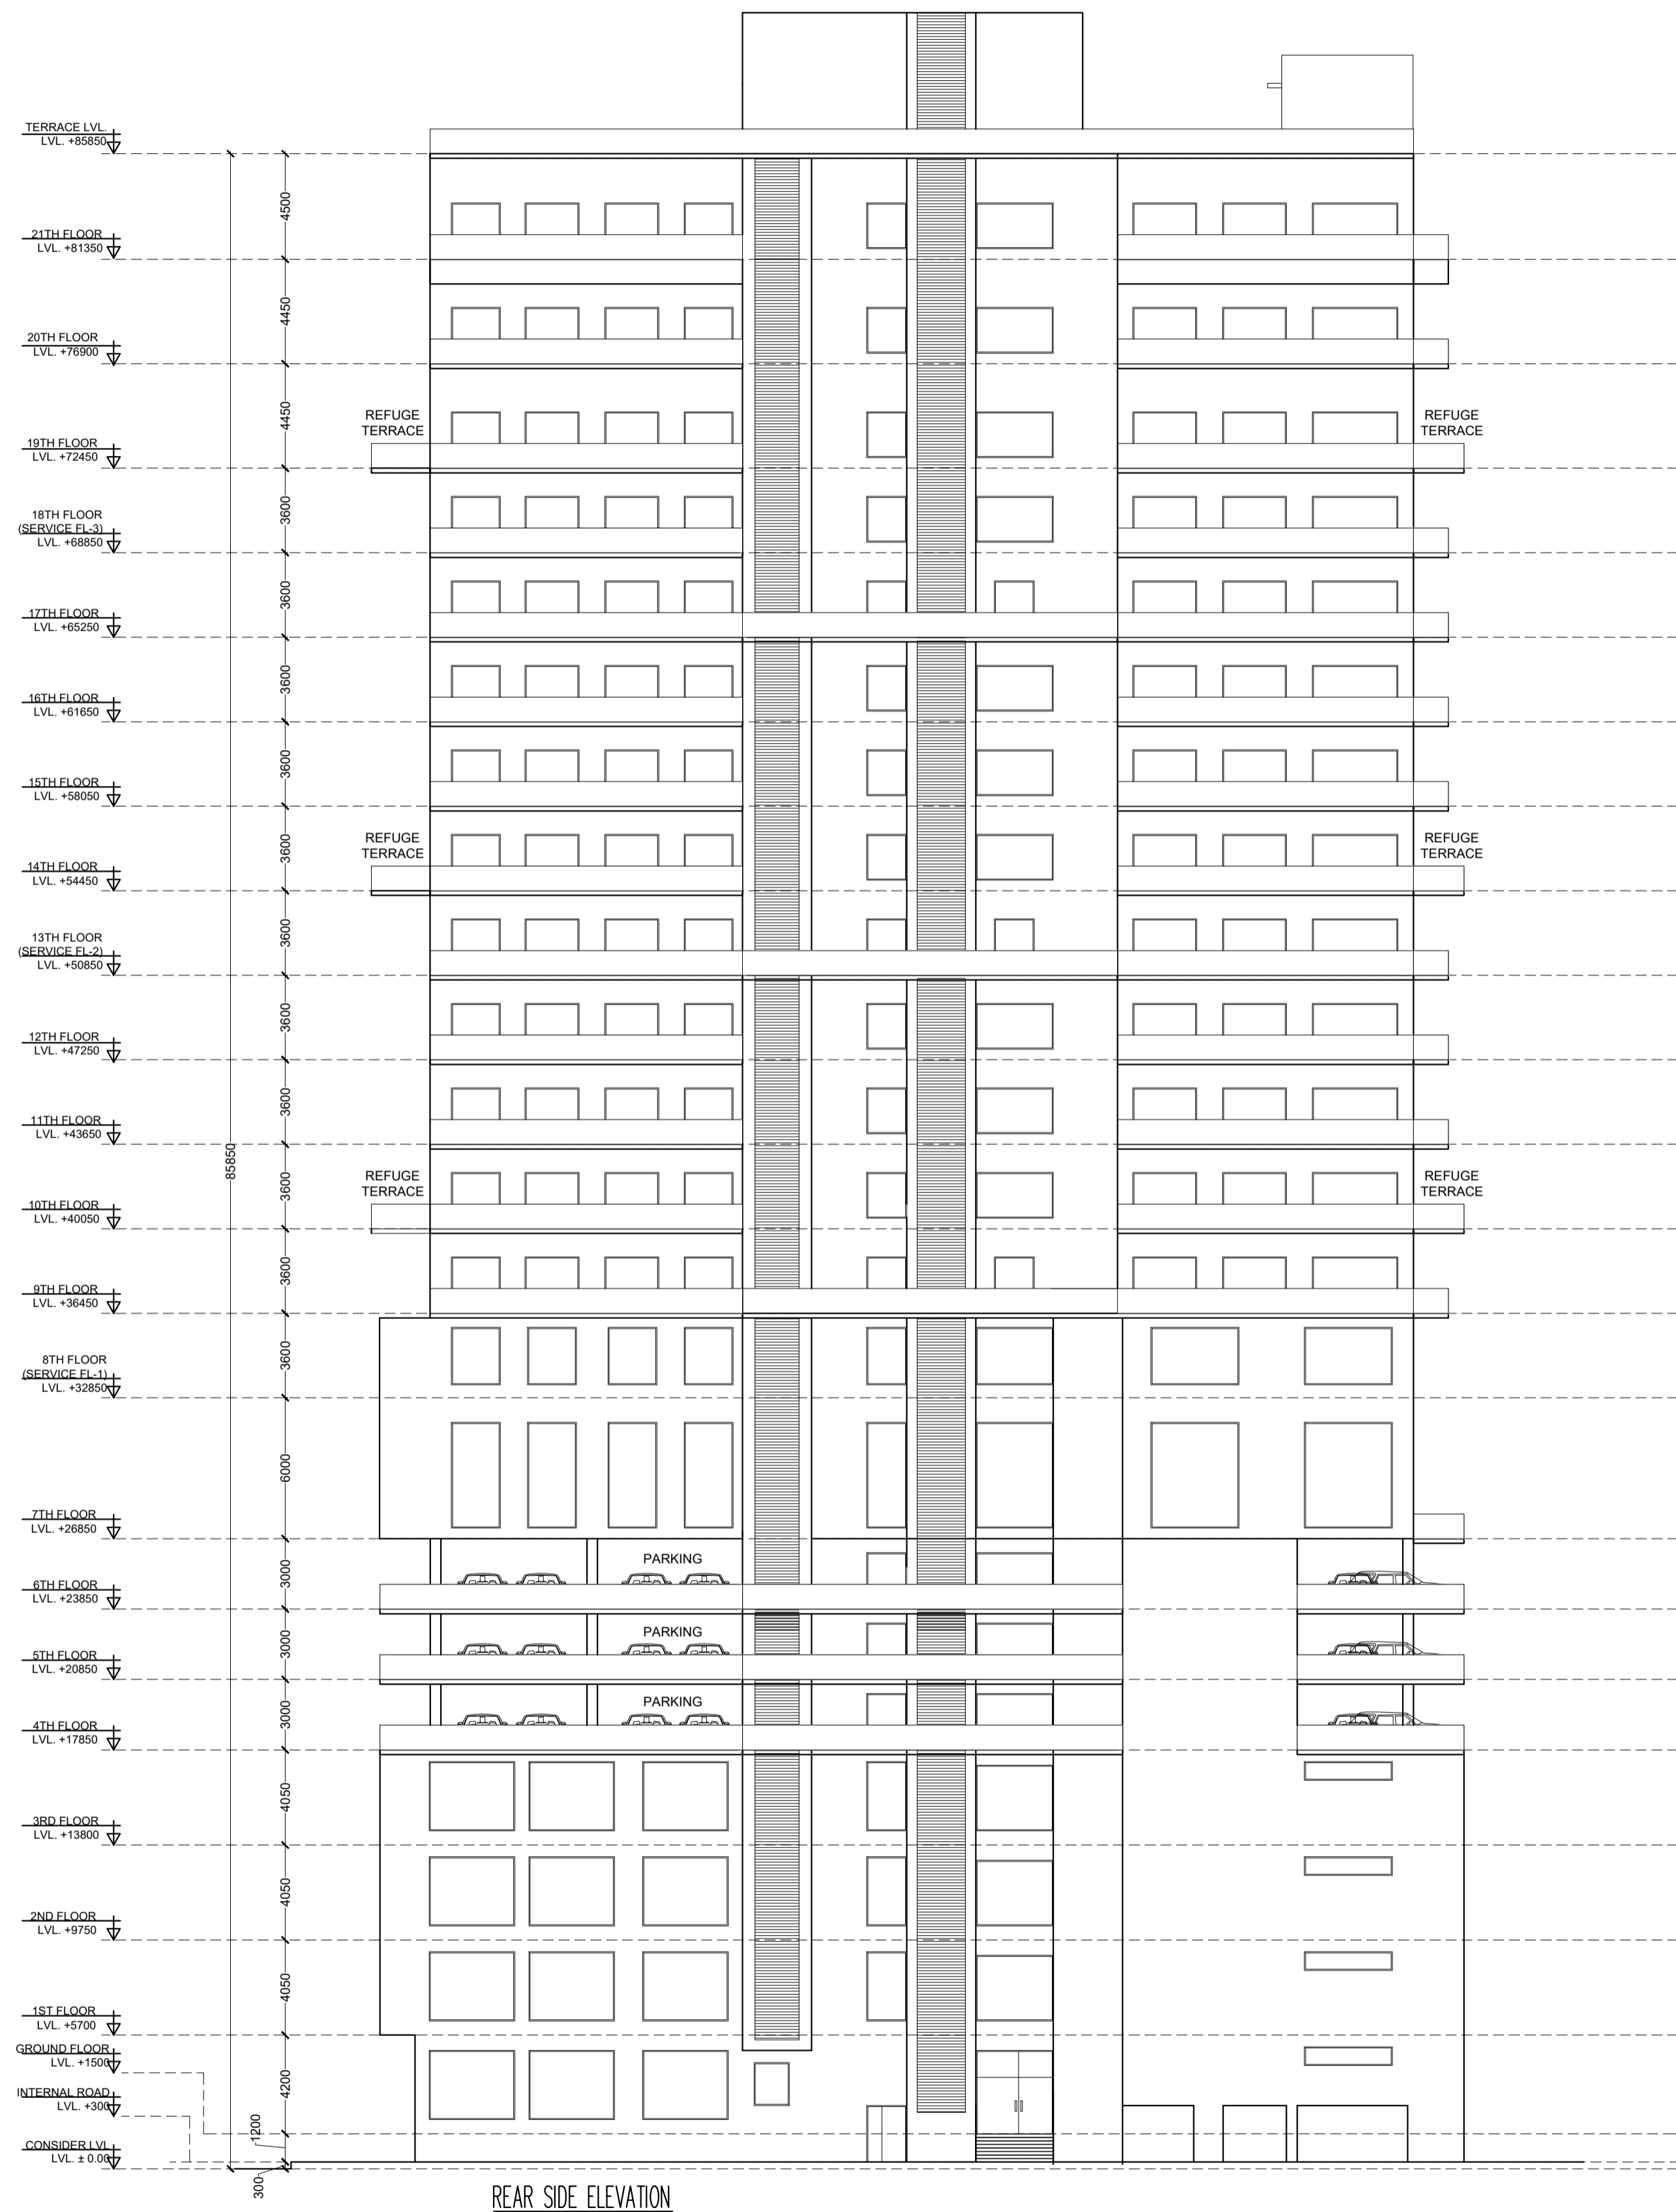 TERRACE LVL.
LVL. +85850
4500
21TH FLOOR
LVL. +81350
4450
20TH FLOOR
LVL. +76900
4450
REFUGE
TERRACE
REFUGE
TERRACE
19TH FLOOR
LVL. +72450
3600
18TH FLOOR
(SERVICE FL-3)
LVL. +68850
3600
17TH FLOOR
LVL. +65250
3600
16TH FLOOR
LVL. +61650
3600
15TH FLOOR
LVL. +58050
3600
REFUGE
TERRACE
REFUGE
TERRACE
14TH FLOOR
LVL. +54450
3600
13TH FLOOR
(SERVICE FL-2)
LVL. +50850
3600
12TH FLOOR
LVL. +47250
3600
11TH FLOOR
LVL. +43650
85850
3600
REFUGE
TERRACE
REFUGE
TERRACE
10TH FLOOR
LVL. +40050
3600
9TH FLOOR
LVL. +36450
3600
8TH FLOOR
(SERVICE FL-1)
LVL. +32850
6000
7TH FLOOR
LVL. +26850
3000
PARKING
6TH FLOOR
LVL. +23850
3000
PARKING
5TH FLOOR
LVL. +20850
3000
PARKING
4TH FLOOR
LVL. +17850
4050
3RD FLOOR
LVL. +13800
4050
2ND FLOOR
LVL. +9750
4050
1ST FLOOR
LVL. +5700
GROUND FLOOR
LVL. +1500
4200
INTERNAL ROAD
LVL. +300
1200
CONSIDER LVL
LVL. ± 0.00
300
REAR SIDE ELEVATION